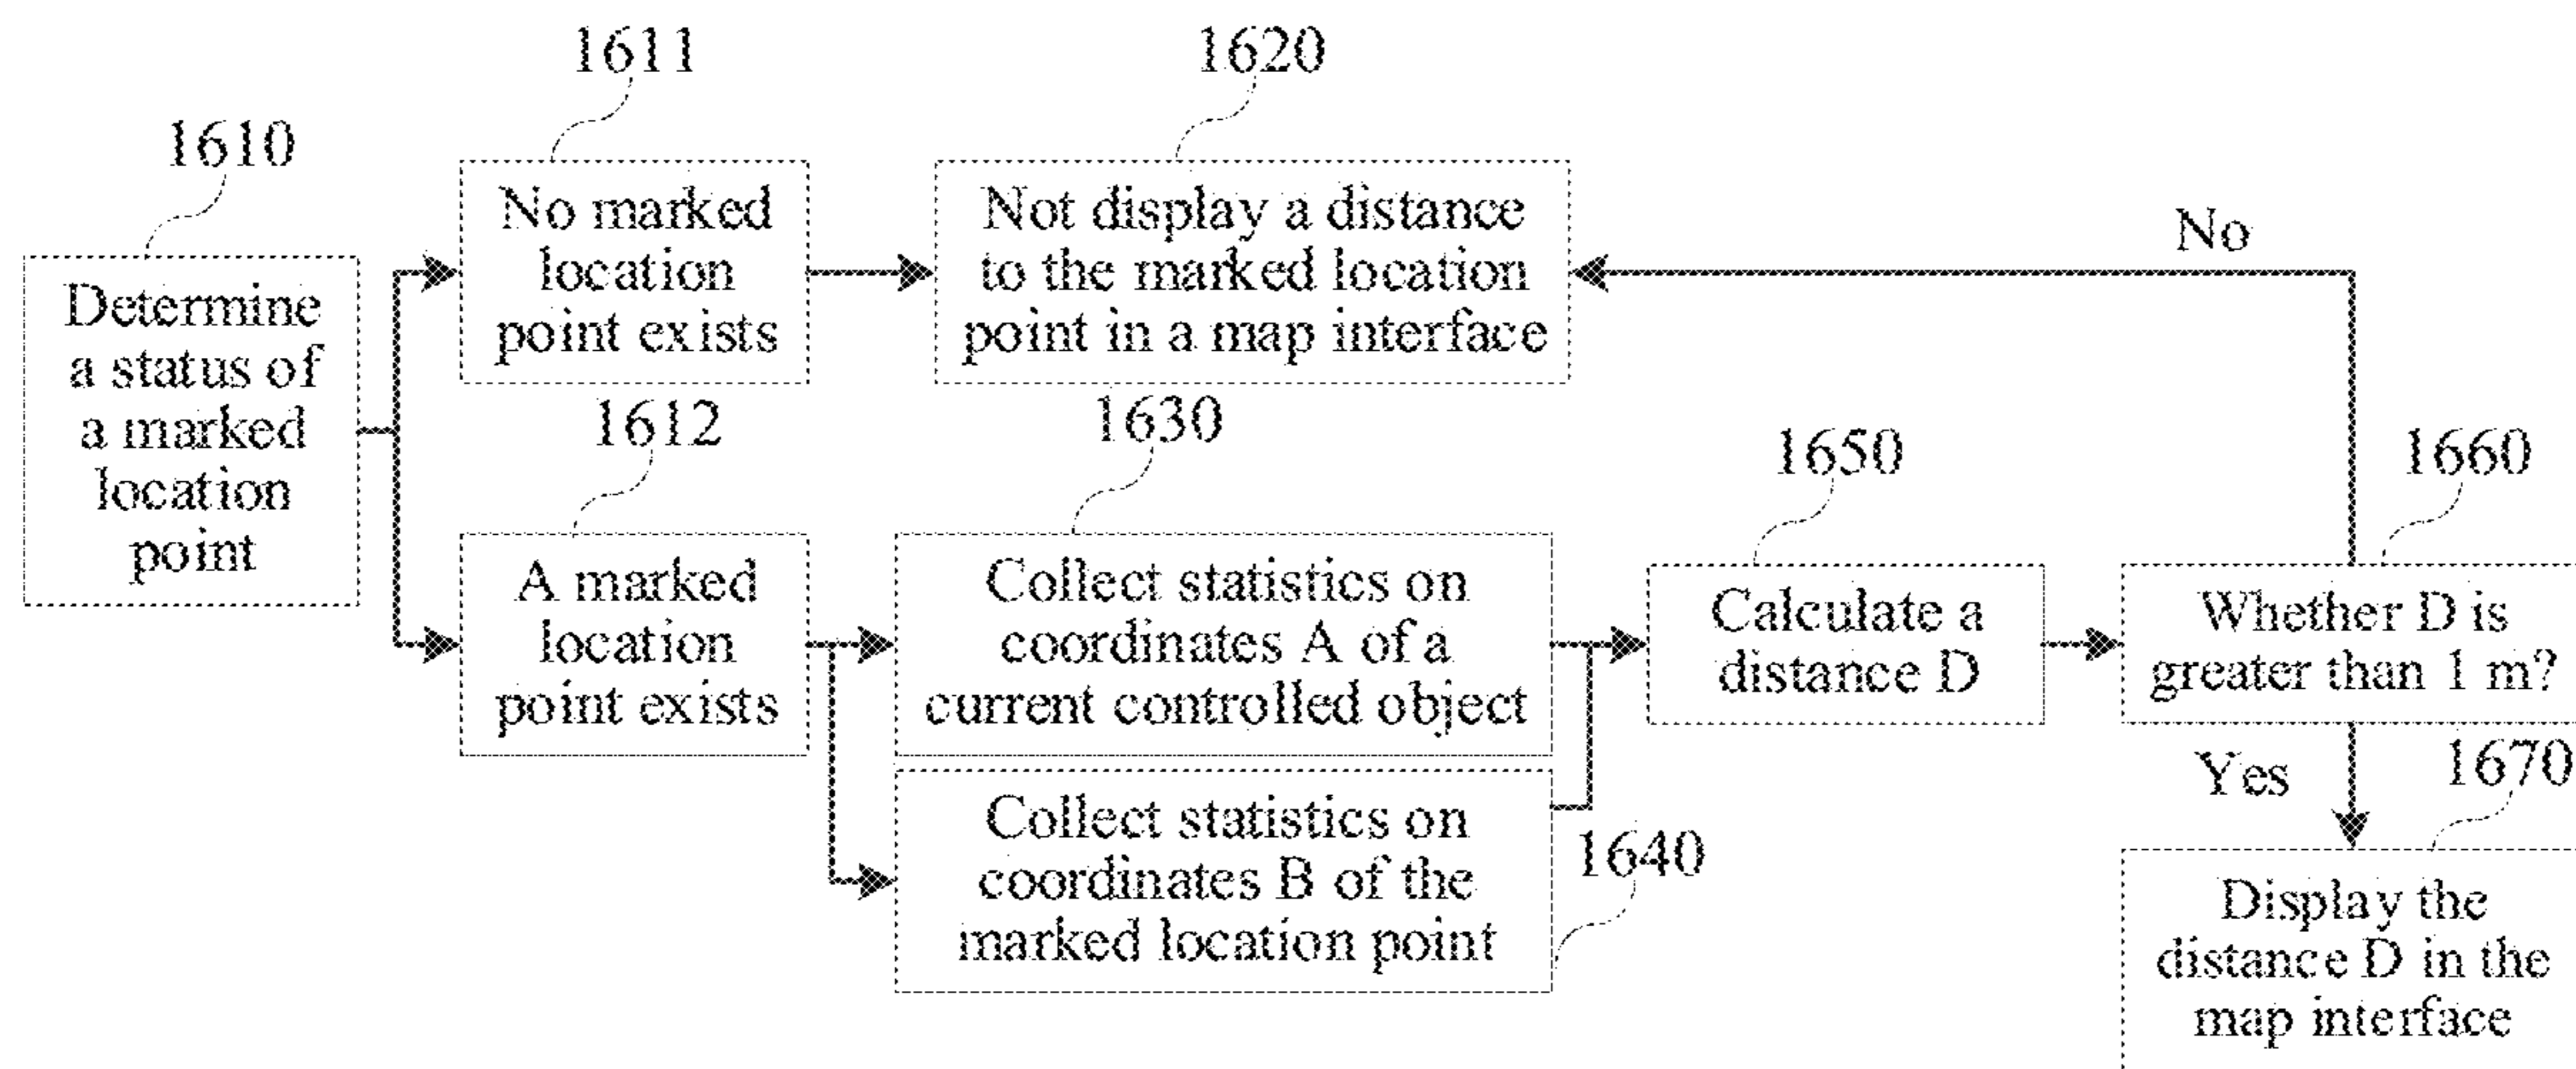 1610
Determine
a status of
a marked
location
point
1611
No marked
location
point exists
1620
Not display a distance
to the marked location
point in a map interface
No
1612
A marked
location
point exists
1630
Collect statistics on
coordinates A of a
current controlled object
1640
Collect statistics on
coordinates B of the
marked location point
1650
Calculate a
distance D
1660
Whether D is
greater than 1 m?
Yes
1670
Display the
distance D in the
map interface